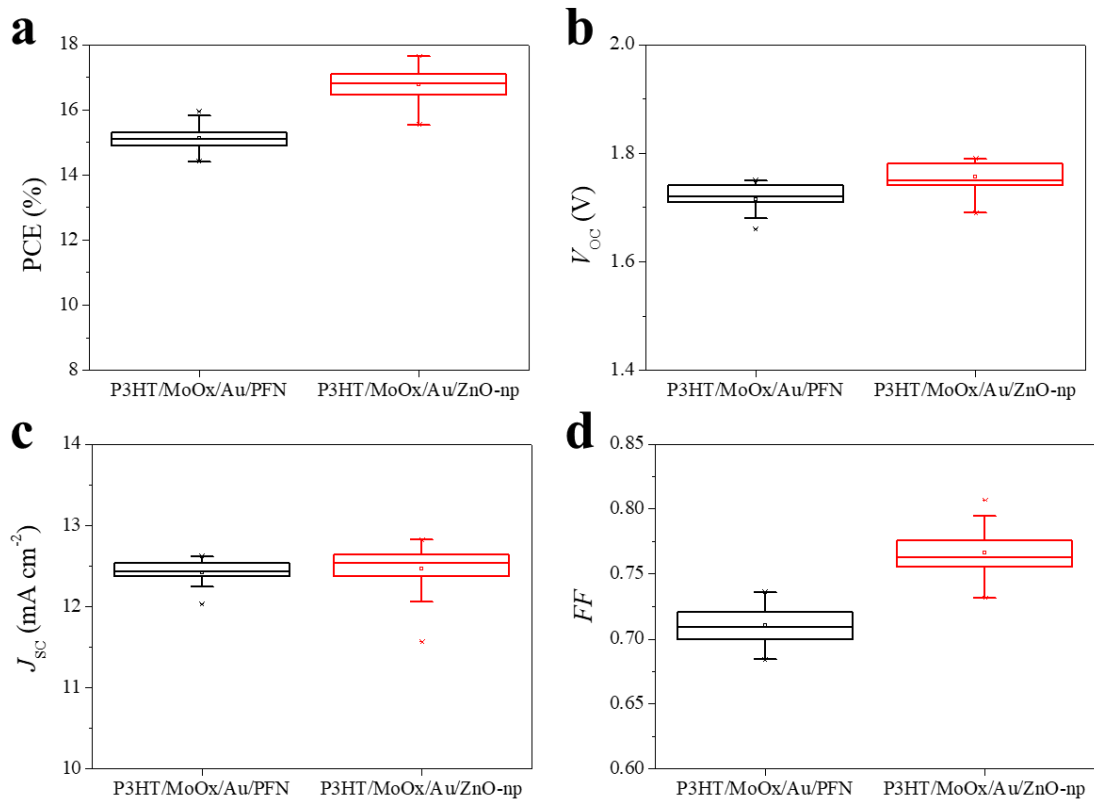 a
18
16
14
12
10
8
PCE (%)
P3HT/MoOx/Au/PFN
P3HT/MoOx/Au/ZnO-np
b
2.0
1.8
1.6
1.4
V_OC (V)
P3HT/MoOx/Au/PFN
P3HT/MoOx/Au/ZnO-np
c
14
13
12
11
10
J_SC (mA cm⁻²)
P3HT/MoOx/Au/PFN
P3HT/MoOx/Au/ZnO-np
d
0.85
0.80
0.75
0.70
0.65
0.60
FF
P3HT/MoOx/Au/PFN
P3HT/MoOx/Au/ZnO-np